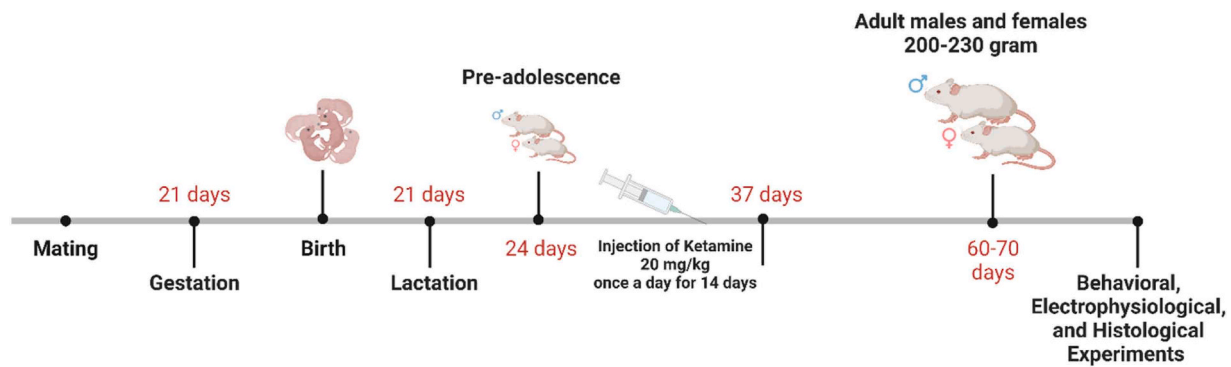 Adult males and females
200-230 gram
Pre-adolescence
21 days
21 days
37 days
Mating
Gestation
Birth
Lactation
24 days
Injection of Ketamine
20 mg/kg
once a day for 14 days
60-70
days
Behavioral,
Electrophysiological,
and Histological
Experiments